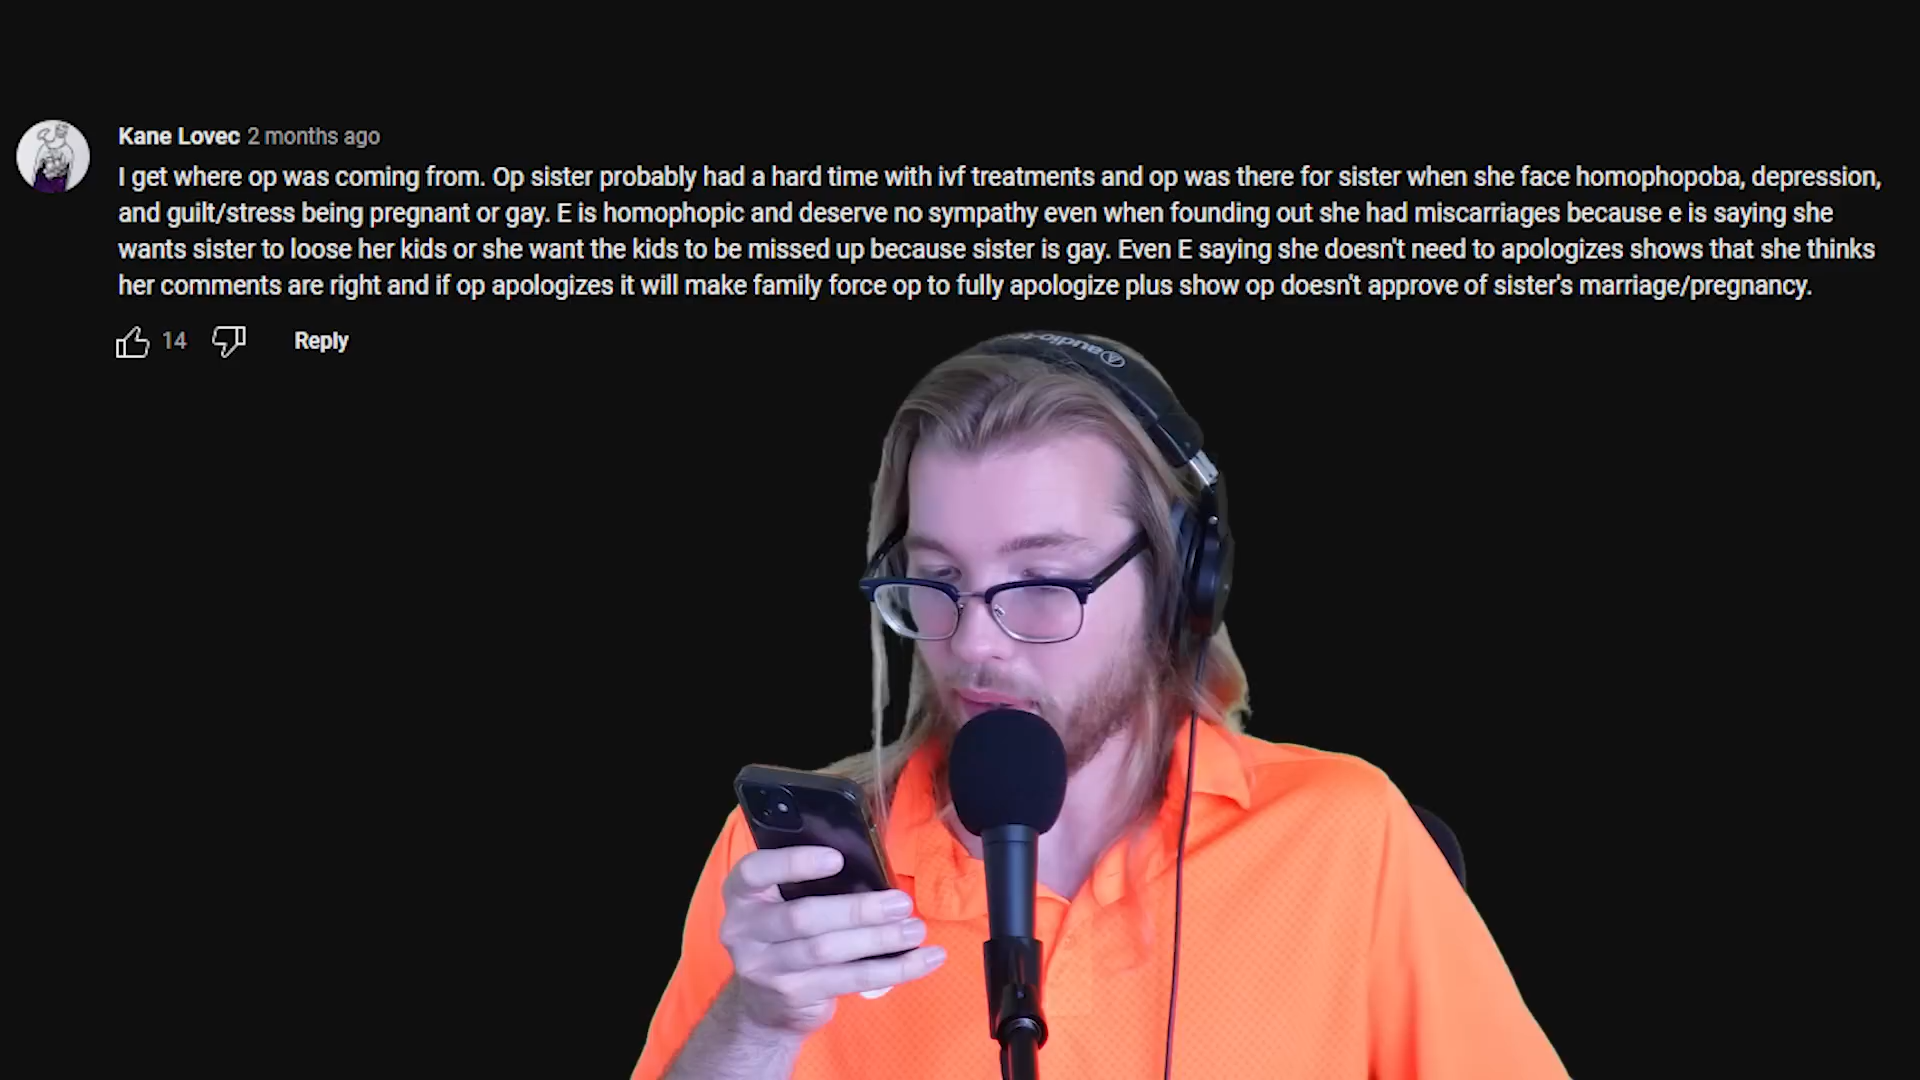 Kane Lovec 2 months ago
I get where op was coming from. Op sister probably had a hard time with ivf treatments and op was there for sister when she face homophopoba, depression,
and guilt/stress being pregnant or gay. E is homophopic and deserve no sympathy even when founding out she had miscarriages because e is saying she
wants sister to loose her kids or she want the kids to be missed up because sister is gay. Even E saying she doesn't need to apologizes shows that she thinks
her comments are right and if op apologizes it will make family force op to fully apologize plus show op doesn't approve of sister's marriage/pregnancy.
14 Reply